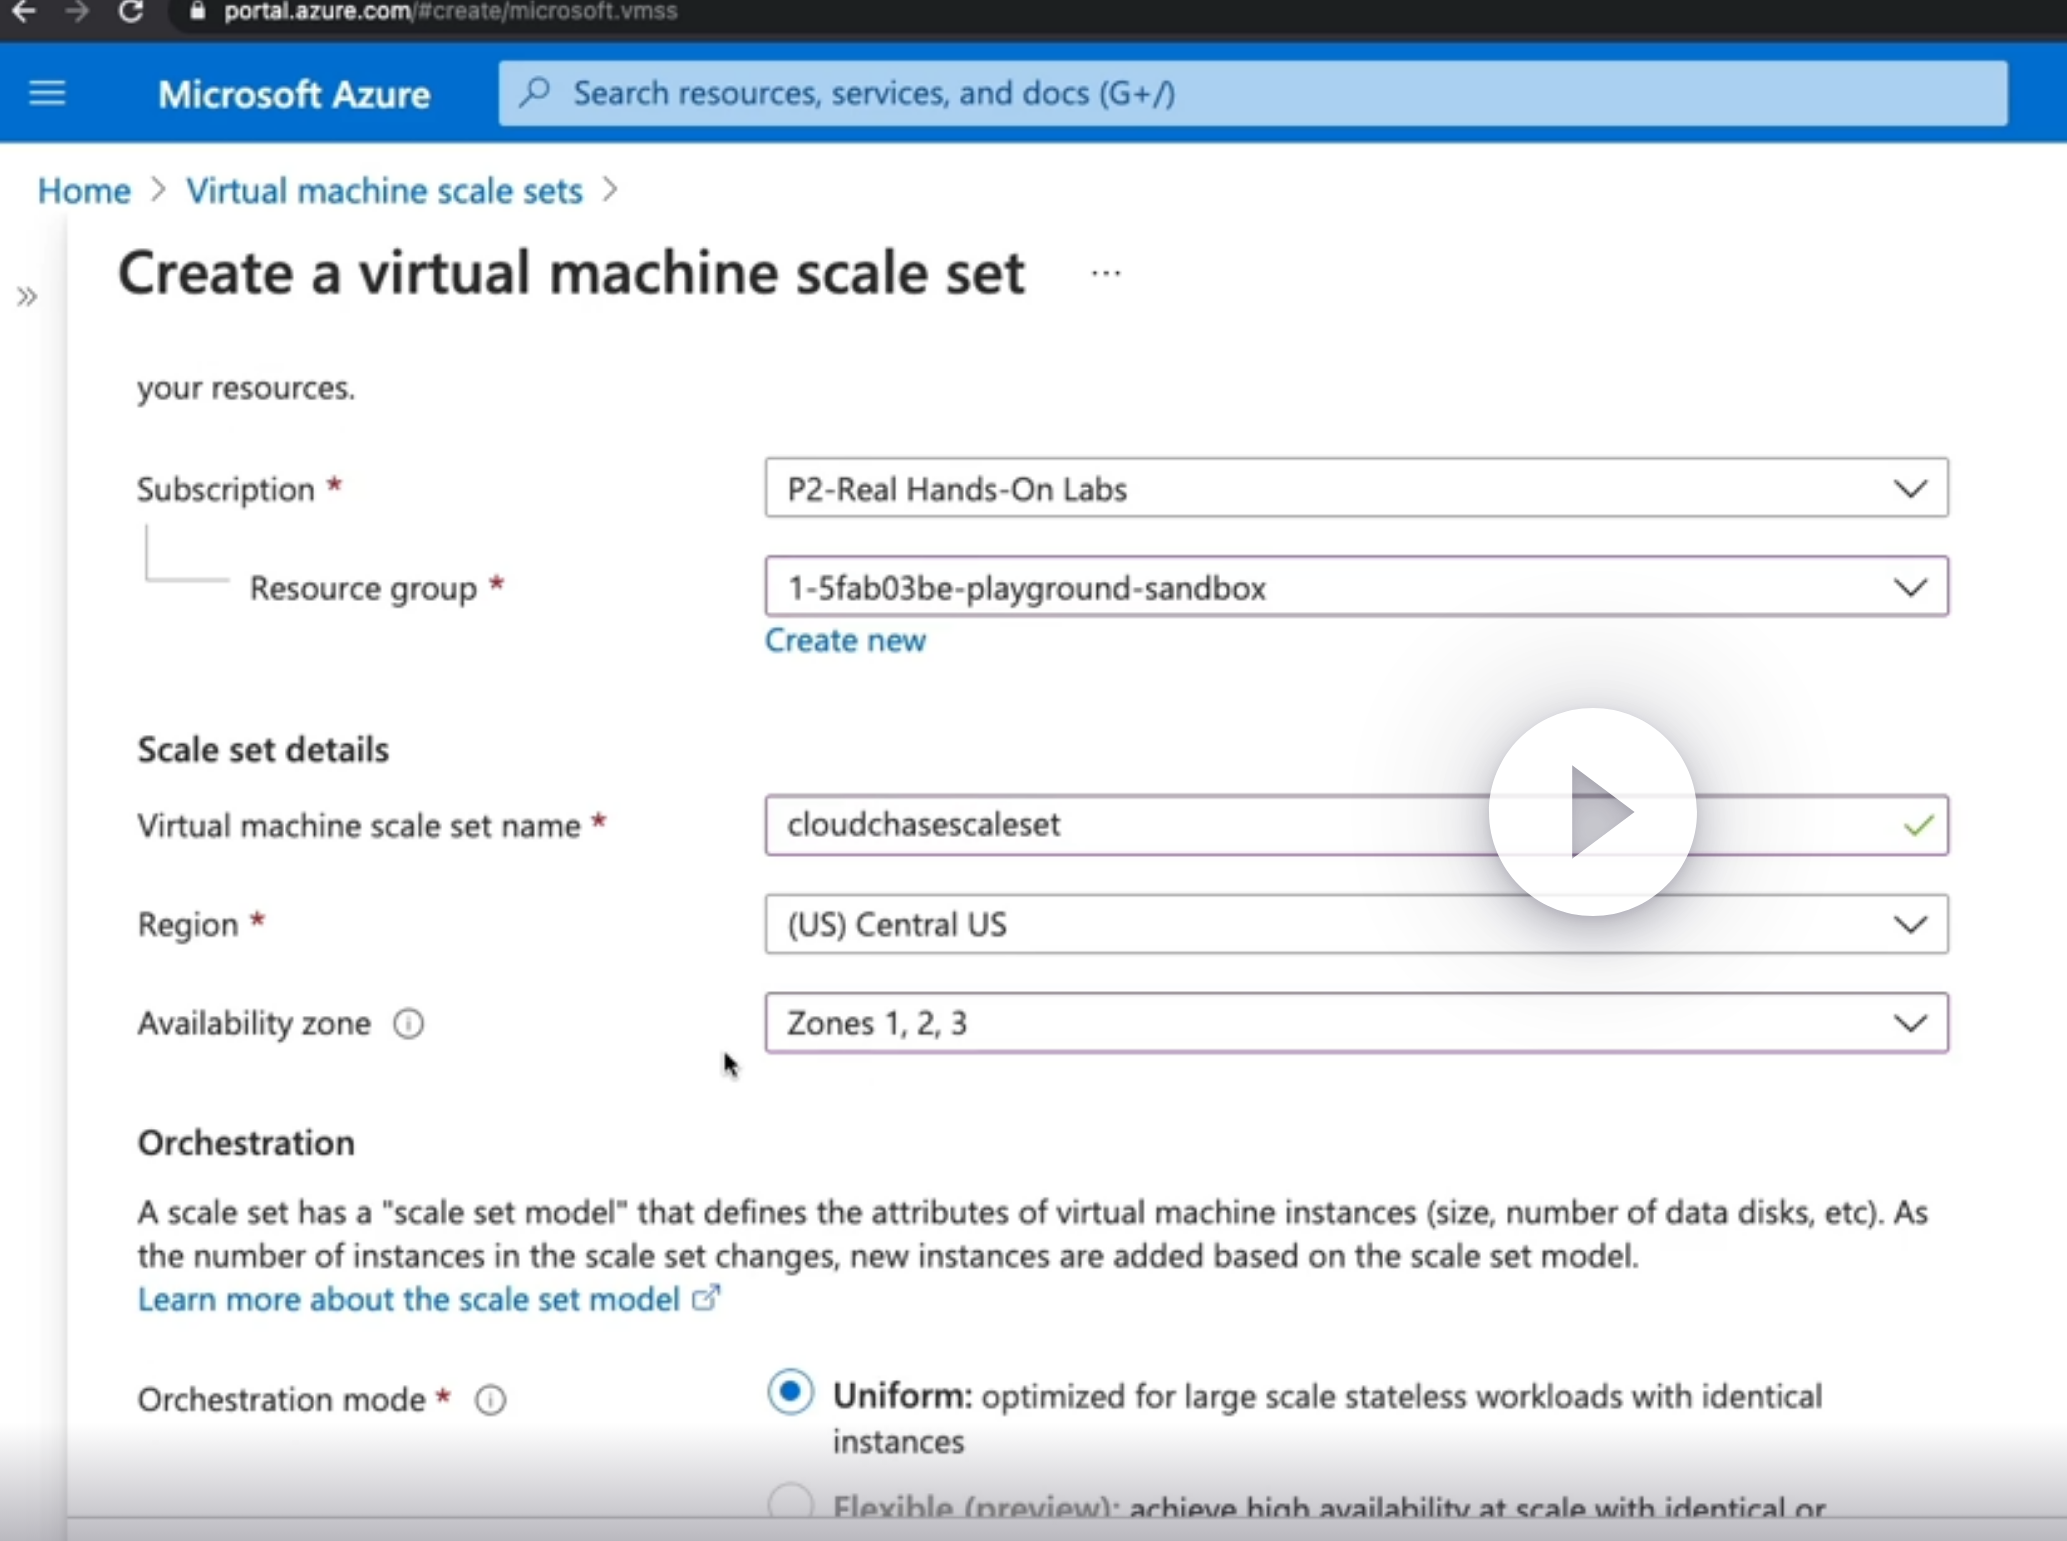 portal.azure.com/#create/microsoft.vmss
Microsoft Azure
Search resources, services, and docs (G+/)
Home > Virtual machine scale sets >
Create a virtual machine scale set ...
your resources.
Subscription *
P2-Real Hands-On Labs
Resource group *
1-5fab03be-playground-sandbox
Create new
Scale set details
Virtual machine scale set name *
cloudchasescaleset
Region *
(US) Central US
Availability zone
Zones 1, 2, 3
Orchestration
A scale set has a "scale set model" that defines the attributes of virtual machine instances (size, number of data disks, etc). As
the number of instances in the scale set changes, new instances are added based on the scale set model.
Learn more about the scale set model
Orchestration mode *
Uniform: optimized for large scale stateless workloads with identical
instances
Flexible (preview): achieve high availability at scale with identical or